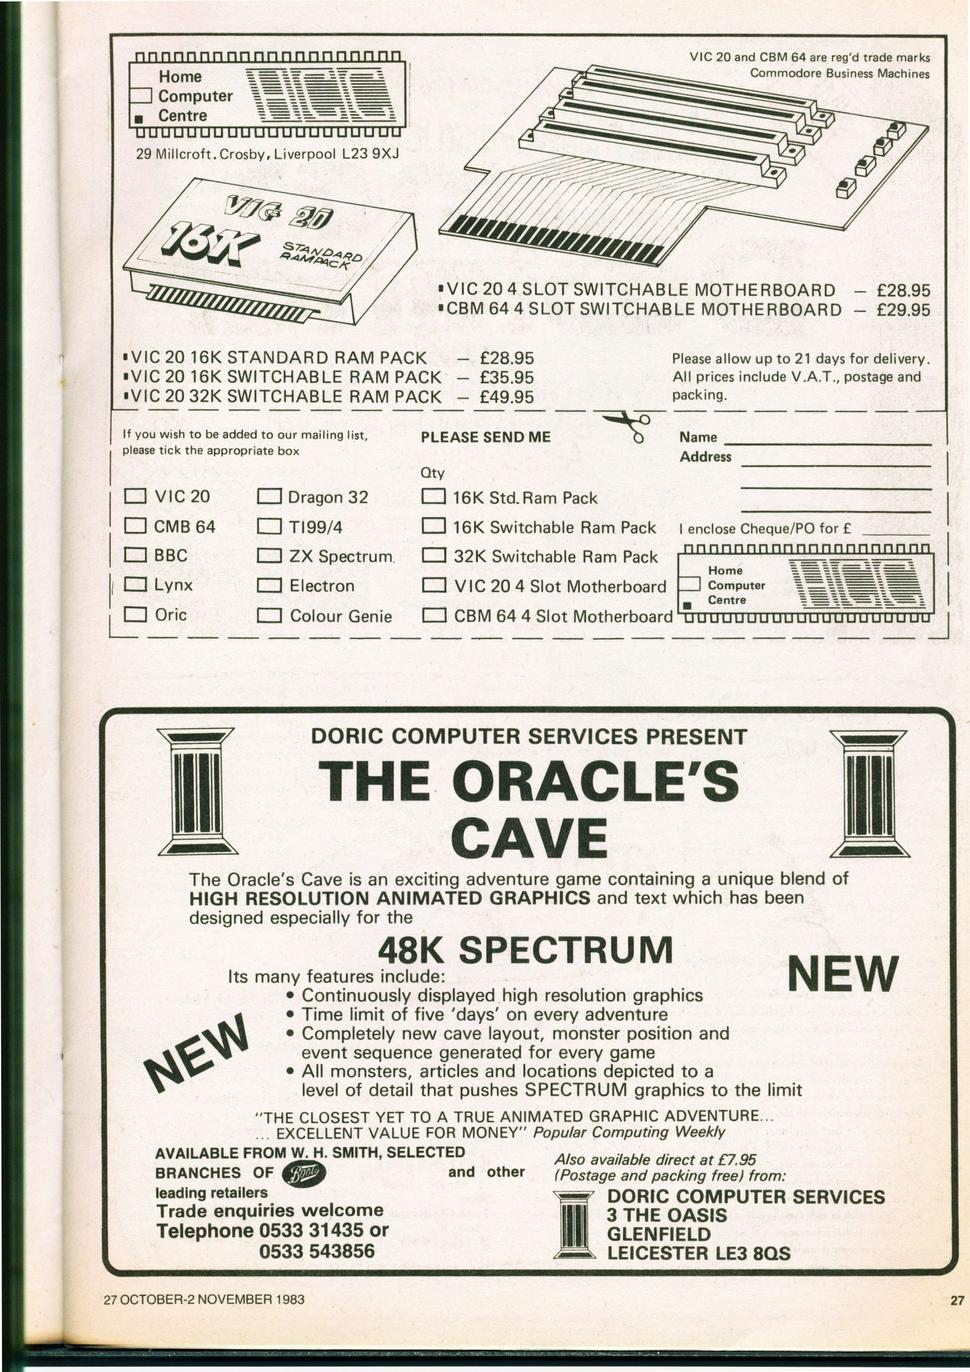 VIC 20 and CBM 64 are reg'd trade marks
Commodore Business Machines
Home
Computer
Centre
HCC
29 Millcroft. Crosby, Liverpool L23 9XJ
VIC 20
16K STANDARD
RAMPACK
▪VIC 20 4 SLOT SWITCHABLE MOTHERBOARD – £28.95
▪CBM 64 4 SLOT SWITCHABLE MOTHERBOARD – £29.95
▪VIC 20 16K STANDARD RAM PACK – £28.95
▪VIC 20 16K SWITCHABLE RAM PACK – £35.95
▪VIC 20 32K SWITCHABLE RAM PACK – £49.95
Please allow up to 21 days for delivery.
All prices include V.A.T., postage and
packing.
If you wish to be added to our mailing list,
please tick the appropriate box
VIC 20
CMB 64
BBC
Lynx
Oric
Dragon 32
TI99/4
ZX Spectrum
Electron
Colour Genie
PLEASE SEND ME
Qty
16K Std. Ram Pack
16K Switchable Ram Pack
32K Switchable Ram Pack
VIC 20 4 Slot Motherboard
CBM 64 4 Slot Motherboard
Name
Address
I enclose Cheque/PO for £
Home
Computer
Centre
HCC
DORIC COMPUTER SERVICES PRESENT
THE ORACLE'S
CAVE
The Oracle's Cave is an exciting adventure game containing a unique blend of
HIGH RESOLUTION ANIMATED GRAPHICS and text which has been
designed especially for the
48K SPECTRUM
NEW
Its many features include:
• Continuously displayed high resolution graphics
• Time limit of five 'days' on every adventure
• Completely new cave layout, monster position and
event sequence generated for every game
• All monsters, articles and locations depicted to a
level of detail that pushes SPECTRUM graphics to the limit
NEW
"THE CLOSEST YET TO A TRUE ANIMATED GRAPHIC ADVENTURE...
... EXCELLENT VALUE FOR MONEY" Popular Computing Weekly
AVAILABLE FROM W. H. SMITH, SELECTED
BRANCHES OF Boots and other
leading retailers
Trade enquiries welcome
Telephone 0533 31435 or
0533 543856
Also available direct at £7.95
(Postage and packing free) from:
DORIC COMPUTER SERVICES
3 THE OASIS
GLENFIELD
LEICESTER LE3 8QS
27 OCTOBER-2 NOVEMBER 1983
27